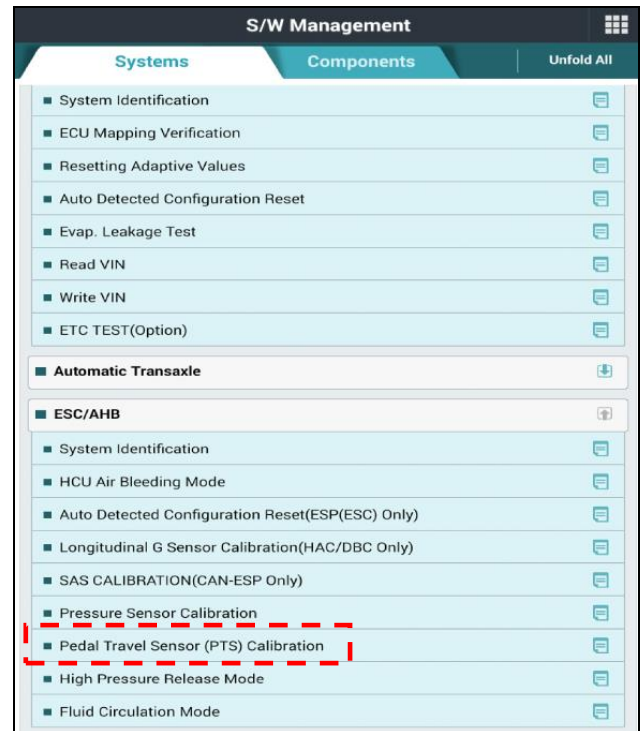 S/W Management
Systems
Components
Unfold All
System Identification
ECU Mapping Verification
Resetting Adaptive Values
Auto Detected Configuration Reset
Evap. Leakage Test
Read VIN
Write VIN
ETC TEST(Option)
Automatic Transaxle
ESC/AHB
System Identification
HCU Air Bleeding Mode
Auto Detected Configuration Reset(ESP(ESC) Only)
Longitudinal G Sensor Calibration(HAC/DBC Only)
SAS CALIBRATION(CAN-ESP Only)
Pressure Sensor Calibration
Pedal Travel Sensor (PTS) Calibration
High Pressure Release Mode
Fluid Circulation Mode